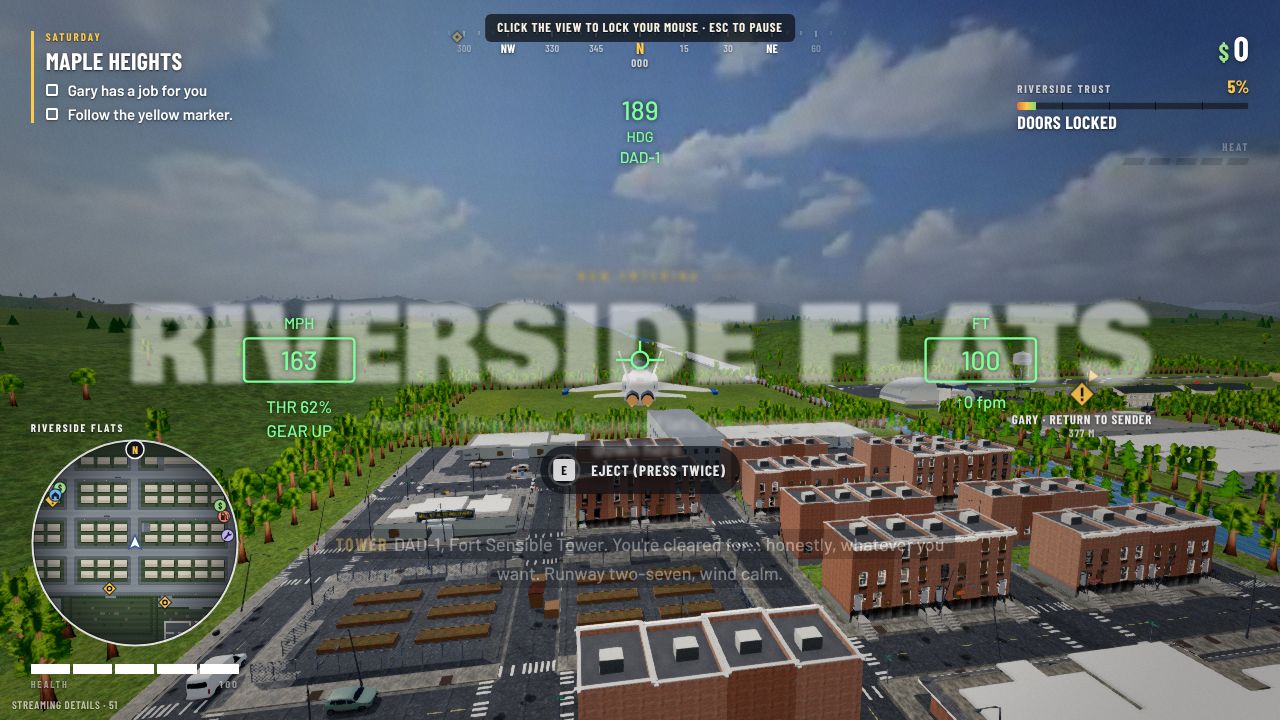 CLICK THE VIEW TO LOCK YOUR MOUSE · ESC TO PAUSE
SATURDAY
MAPLE HEIGHTS
Gary has a job for you
Follow the yellow marker.
300 NW 330 345 N 15 30 NE 60
000
$0
RIVERSIDE TRUST 5%
DOORS LOCKED
HEAT
189
HDG
DAD-1
NOW ENTERING
RIVERSIDE FLATS
MPH
163
THR 62%
GEAR UP
FT
100
↑0 fpm
GARY · RETURN TO SENDER
377 M
E EJECT (PRESS TWICE)
TOWER DAD-1, Fort Sensible Tower. You're cleared for... honestly, whatever you
want. Runway two-seven, wind calm.
RIVERSIDE FLATS
N
HEALTH 100
STREAMING DETAILS · 51